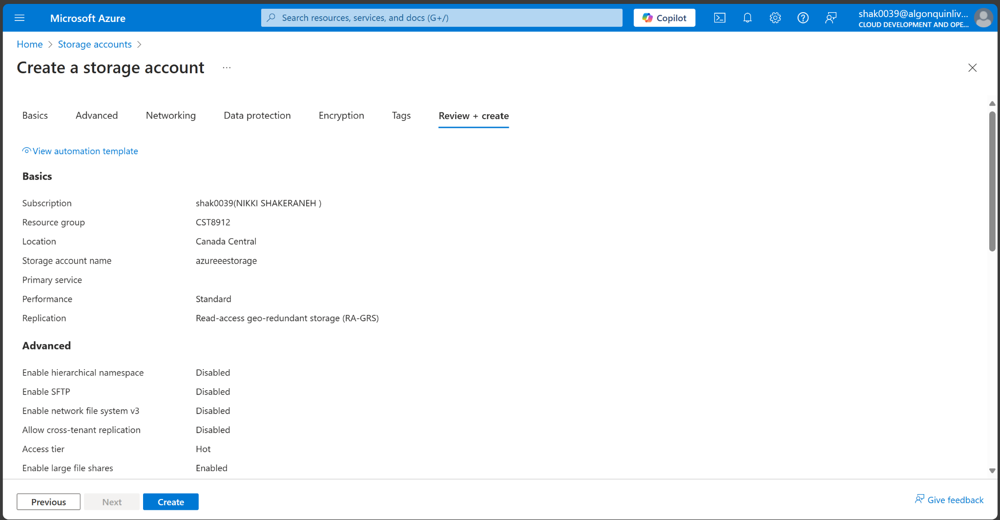 Microsoft Azure
Search resources, services, and docs (G+/)
Copilot
shak0039@algonquinliv...
CLOUD DEVELOPMENT AND OPE...
Home > Storage accounts >
Create a storage account ...
Basics Advanced Networking Data protection Encryption Tags Review + create
View automation template
Basics
Subscription shak0039(NIKKI SHAKERANEH )
Resource group CST8912
Location Canada Central
Storage account name azureeestorage
Primary service
Performance Standard
Replication Read-access geo-redundant storage (RA-GRS)
Advanced
Enable hierarchical namespace Disabled
Enable SFTP Disabled
Enable network file system v3 Disabled
Allow cross-tenant replication Disabled
Access tier Hot
Enable large file shares Enabled
Previous Next Create Give feedback